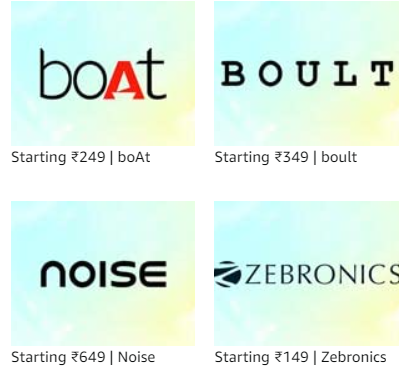 boAt
BOULT
Starting ₹249 | boAt
Starting ₹349 | boult
NOISE
ZEBRONICS
Starting ₹649 | Noise
Starting ₹149 | Zebronics